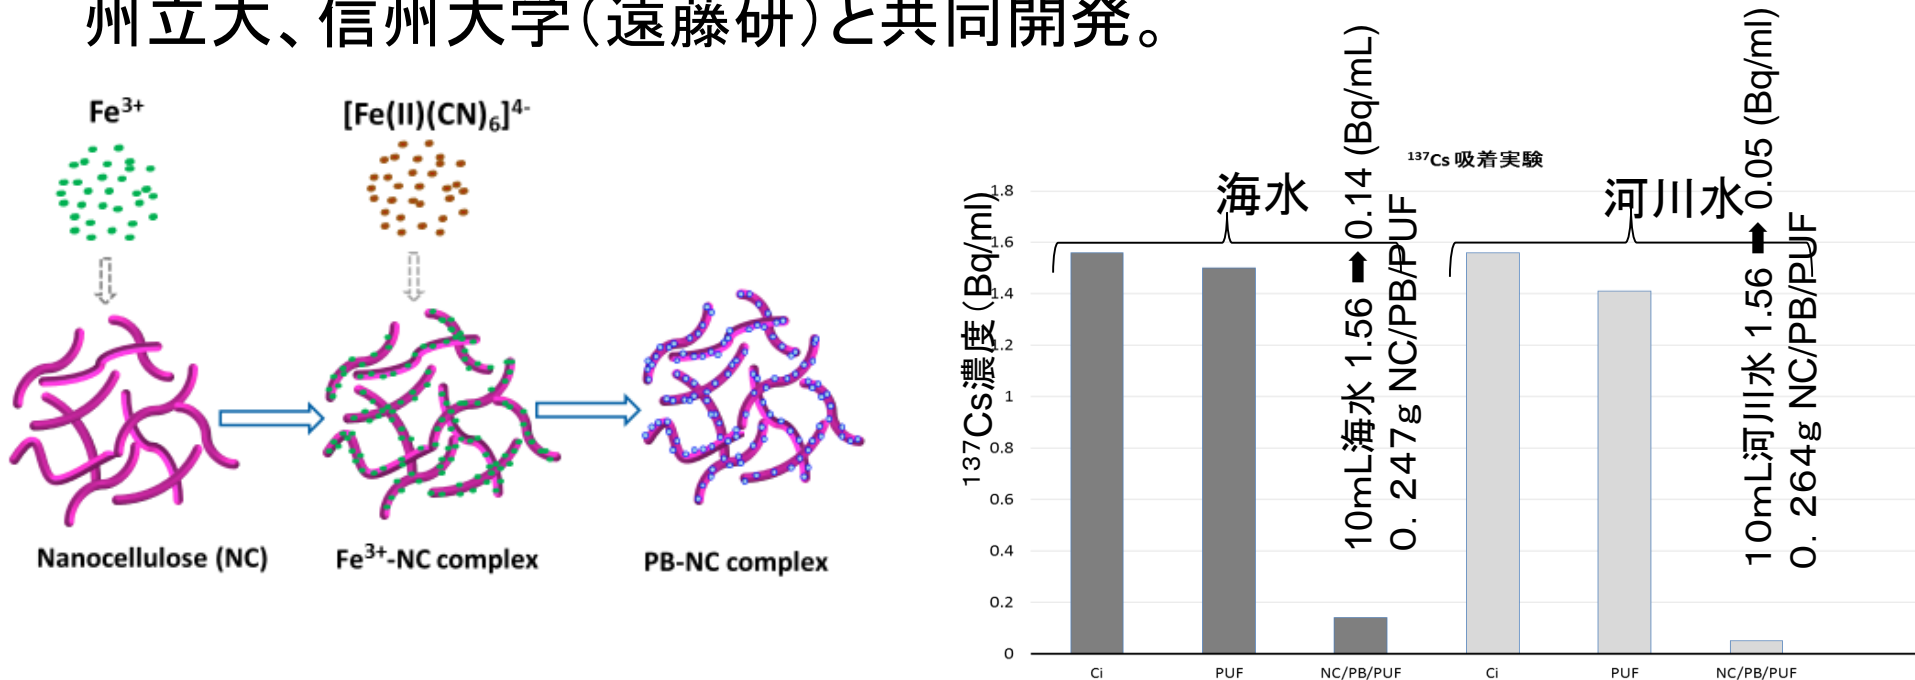 州立大、信州大学（遠藤研）と共同開発。
Fe³⁺
[Fe(II)(CN)₆]⁴⁻
Nanocellulose (NC)
Fe³⁺-NC complex
PB-NC complex
¹³⁷Cs 吸着実験
海水
河川水
¹³⁷Cs濃度（Bq/ml）
1.8
1.6
1.4
1.2
1
0.8
0.6
0.4
0.2
0
10mL海水 1.56 ➡ 0.14 (Bq/mL)
0. 247g NC/PB/PUF
10mL河川水 1.56 ➡ 0.05 (Bq/ml)
0. 264g NC/PB/PUF
Ci
PUF
NC/PB/PUF
Ci
PUF
NC/PB/PUF